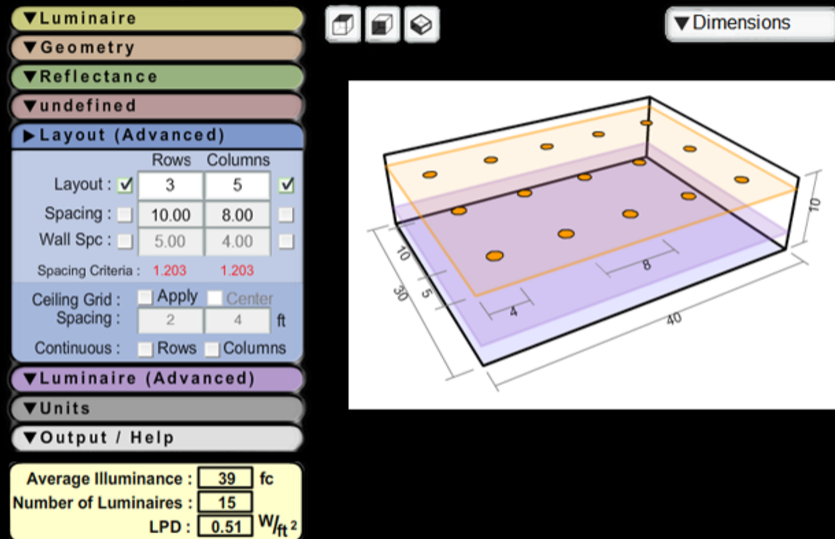 ▼Luminaire
▼Geometry
▼Reflectance
▼undefined
▶Layout (Advanced)
Rows Columns
Layout : 3 5
Spacing : 10.00 8.00
Wall Spc : 5.00 4.00
Spacing Criteria : 1.203 1.203
Ceiling Grid : Apply Center
Spacing : 2 4 ft
Continuous : Rows Columns
▼Luminaire (Advanced)
▼Units
▼Output / Help
Average Illuminance : 39 fc
Number of Luminaires : 15
LPD : 0.51 W/ft²
▼Dimensions
10
10
30
5
8
4
40